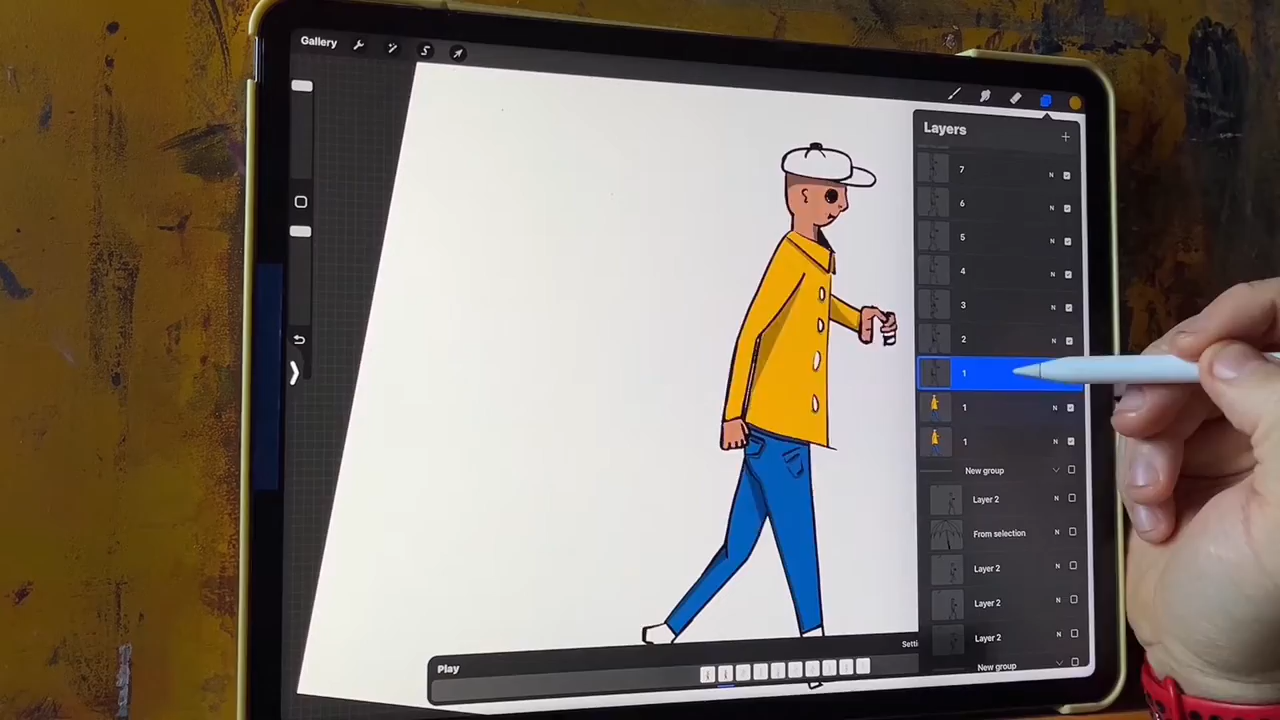 Gallery
Layers
7 N
6 N
5 N
4 N
3 N
2 N
1
1 N
1 N
New group
Layer 2 N
From selection N
Layer 2 N
Layer 2 N
Layer 2 N
New group
Play